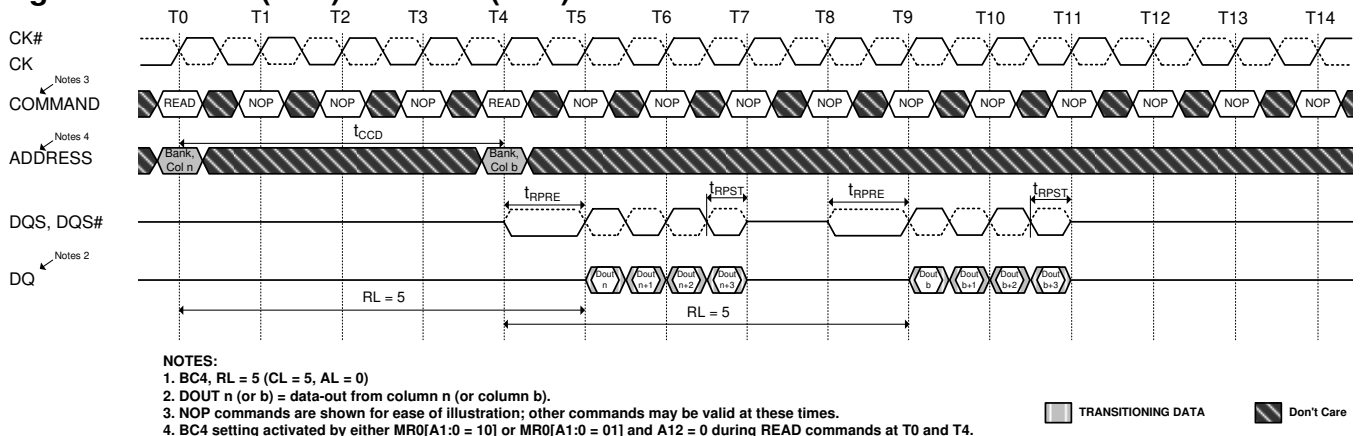 T0 T1 T2 T3 T4 T5 T6 T7 T8 T9 T10 T11 T12 T13 T14
CK#
CK
Notes 3
COMMAND READ NOP NOP NOP READ NOP NOP NOP NOP NOP NOP NOP NOP NOP NOP
tCCD
Notes 4
ADDRESS Bank, Col n Bank, Col b
tRPRE tRPST tRPRE tRPST
DQS, DQS#
Notes 2
DQ Dout n Dout n+1 Dout n+2 Dout n+3 Dout b Dout b+1 Dout b+2 Dout b+3
RL = 5
RL = 5
NOTES:
1. BC4, RL = 5 (CL = 5, AL = 0)
2. DOUT n (or b) = data-out from column n (or column b).
3. NOP commands are shown for ease of illustration; other commands may be valid at these times.
4. BC4 setting activated by either MR0[A1:0 = 10] or MR0[A1:0 = 01] and A12 = 0 during READ commands at T0 and T4.
TRANSITIONING DATA Don't Care